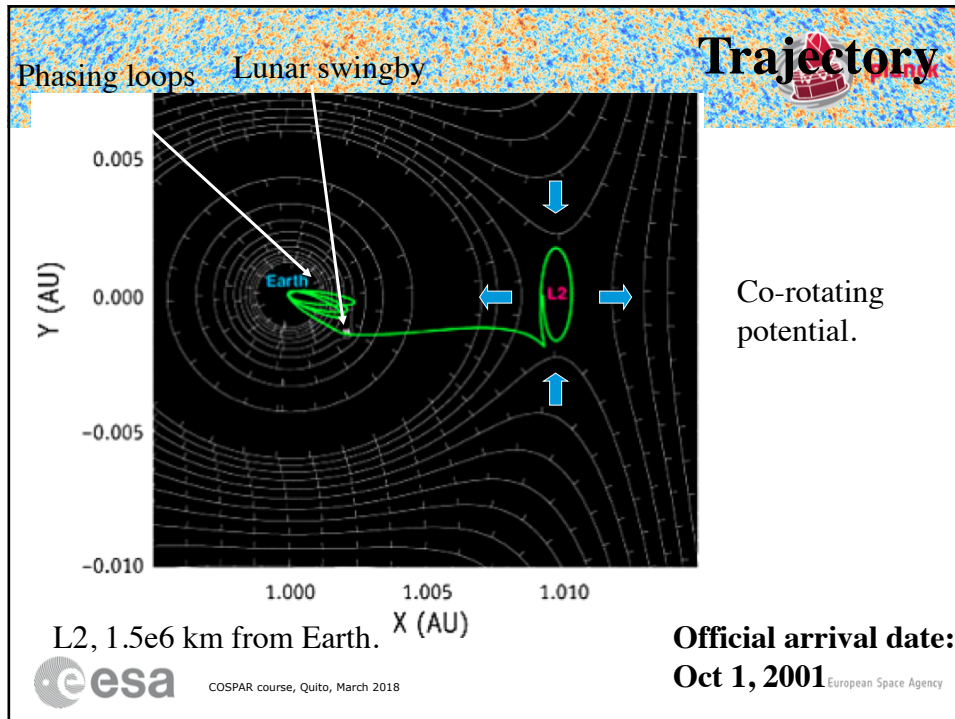 Trajectory
planck
Phasing loops
Lunar swingby
0.005
0.000
−0.005
−0.010
Y (AU)
Earth
L2
1.000
1.005
1.010
X (AU)
Co-rotating
potential.
L2, 1.5e6 km from Earth.
Official arrival date:
Oct 1, 2001
esa
COSPAR course, Quito, March 2018
European Space Agency